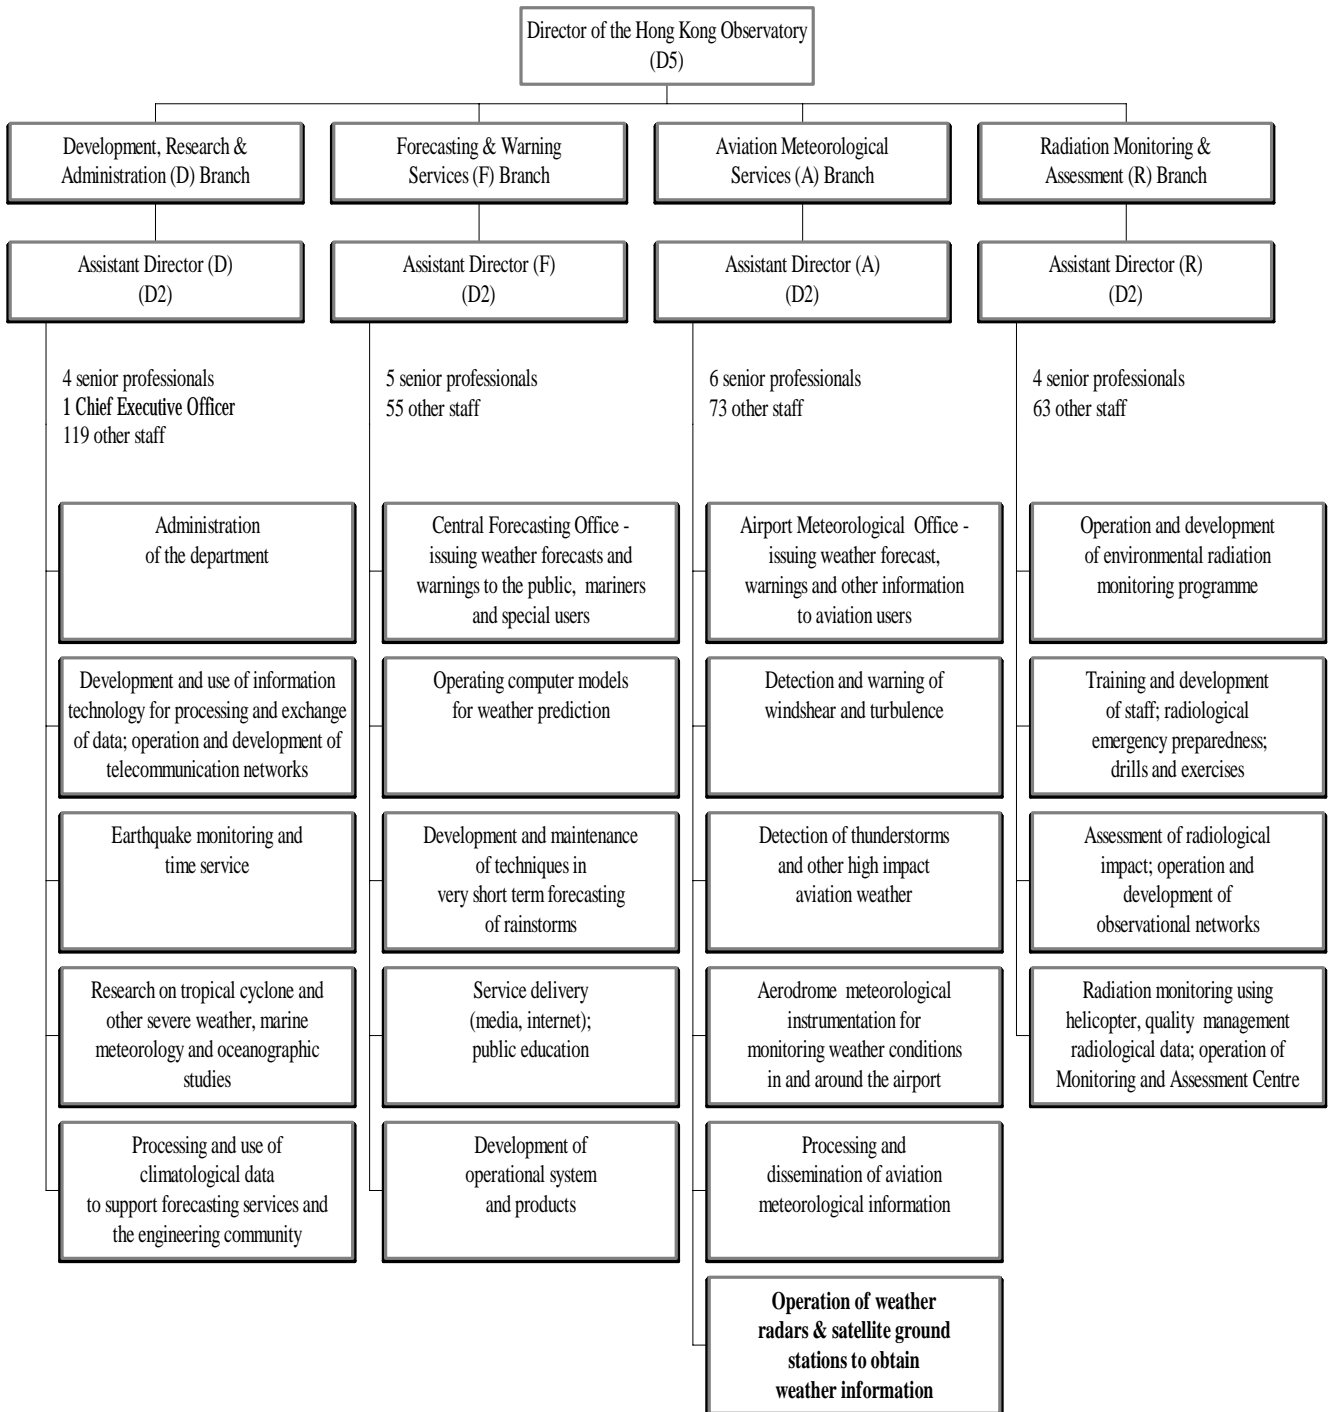 Director of the Hong Kong Observatory
(D5)
Development, Research &
Administration (D) Branch
Forecasting & Warning
Services (F) Branch
Aviation Meteorological
Services (A) Branch
Radiation Monitoring &
Assessment (R) Branch
Assistant Director (D)
(D2)
Assistant Director (F)
(D2)
Assistant Director (A)
(D2)
Assistant Director (R)
(D2)
4 senior professionals
1 Chief Executive Officer
119 other staff
5 senior professionals
55 other staff
6 senior professionals
73 other staff
4 senior professionals
63 other staff
Administration
of the department
Central Forecasting Office -
issuing weather forecasts and
warnings to the public, mariners
and special users
Airport Meteorological Office -
issuing weather forecast,
warnings and other information
to aviation users
Operation and development
of environmental radiation
monitoring programme
Development and use of information
technology for processing and exchange
of data; operation and development of
telecommunication networks
Operating computer models
for weather prediction
Detection and warning of
windshear and turbulence
Training and development
of staff; radiological
emergency preparedness;
drills and exercises
Earthquake monitoring and
time service
Development and maintenance
of techniques in
very short term forecasting
of rainstorms
Detection of thunderstorms
and other high impact
aviation weather
Assessment of radiological
impact; operation and
development of
observational networks
Research on tropical cyclone and
other severe weather, marine
meteorology and oceanographic
studies
Service delivery
(media, internet);
public education
Aerodrome meteorological
instrumentation for
monitoring weather conditions
in and around the airport
Radiation monitoring using
helicopter, quality management
radiological data; operation of
Monitoring and Assessment Centre
Processing and use of
climatological data
to support forecasting services and
the engineering community
Development of
operational system
and products
Processing and
dissemination of aviation
meteorological information
Operation of weather
radars & satellite ground
stations to obtain
weather information